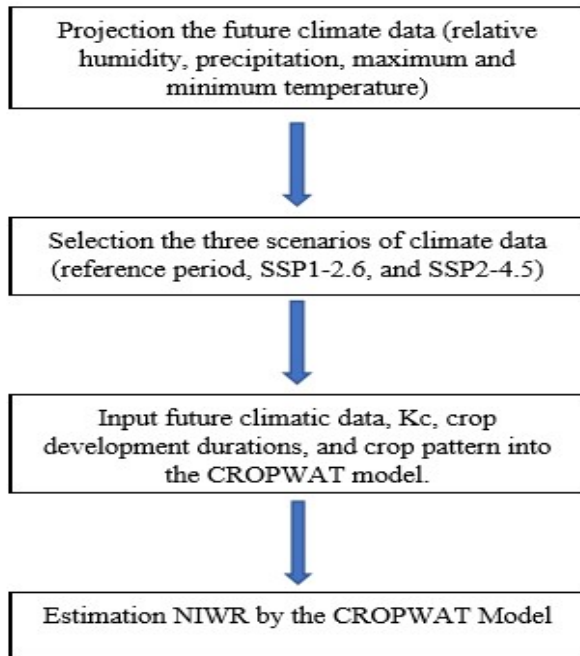 Projection the future climate data (relative
humidity, precipitation, maximum and
minimum temperature)
Selection the three scenarios of climate data
(reference period, SSP1-2.6, and SSP2-4.5)
Input future climatic data, Kc, crop
development durations, and crop pattern into
the CROPWAT model.
Estimation NIWR by the CROPWAT Model